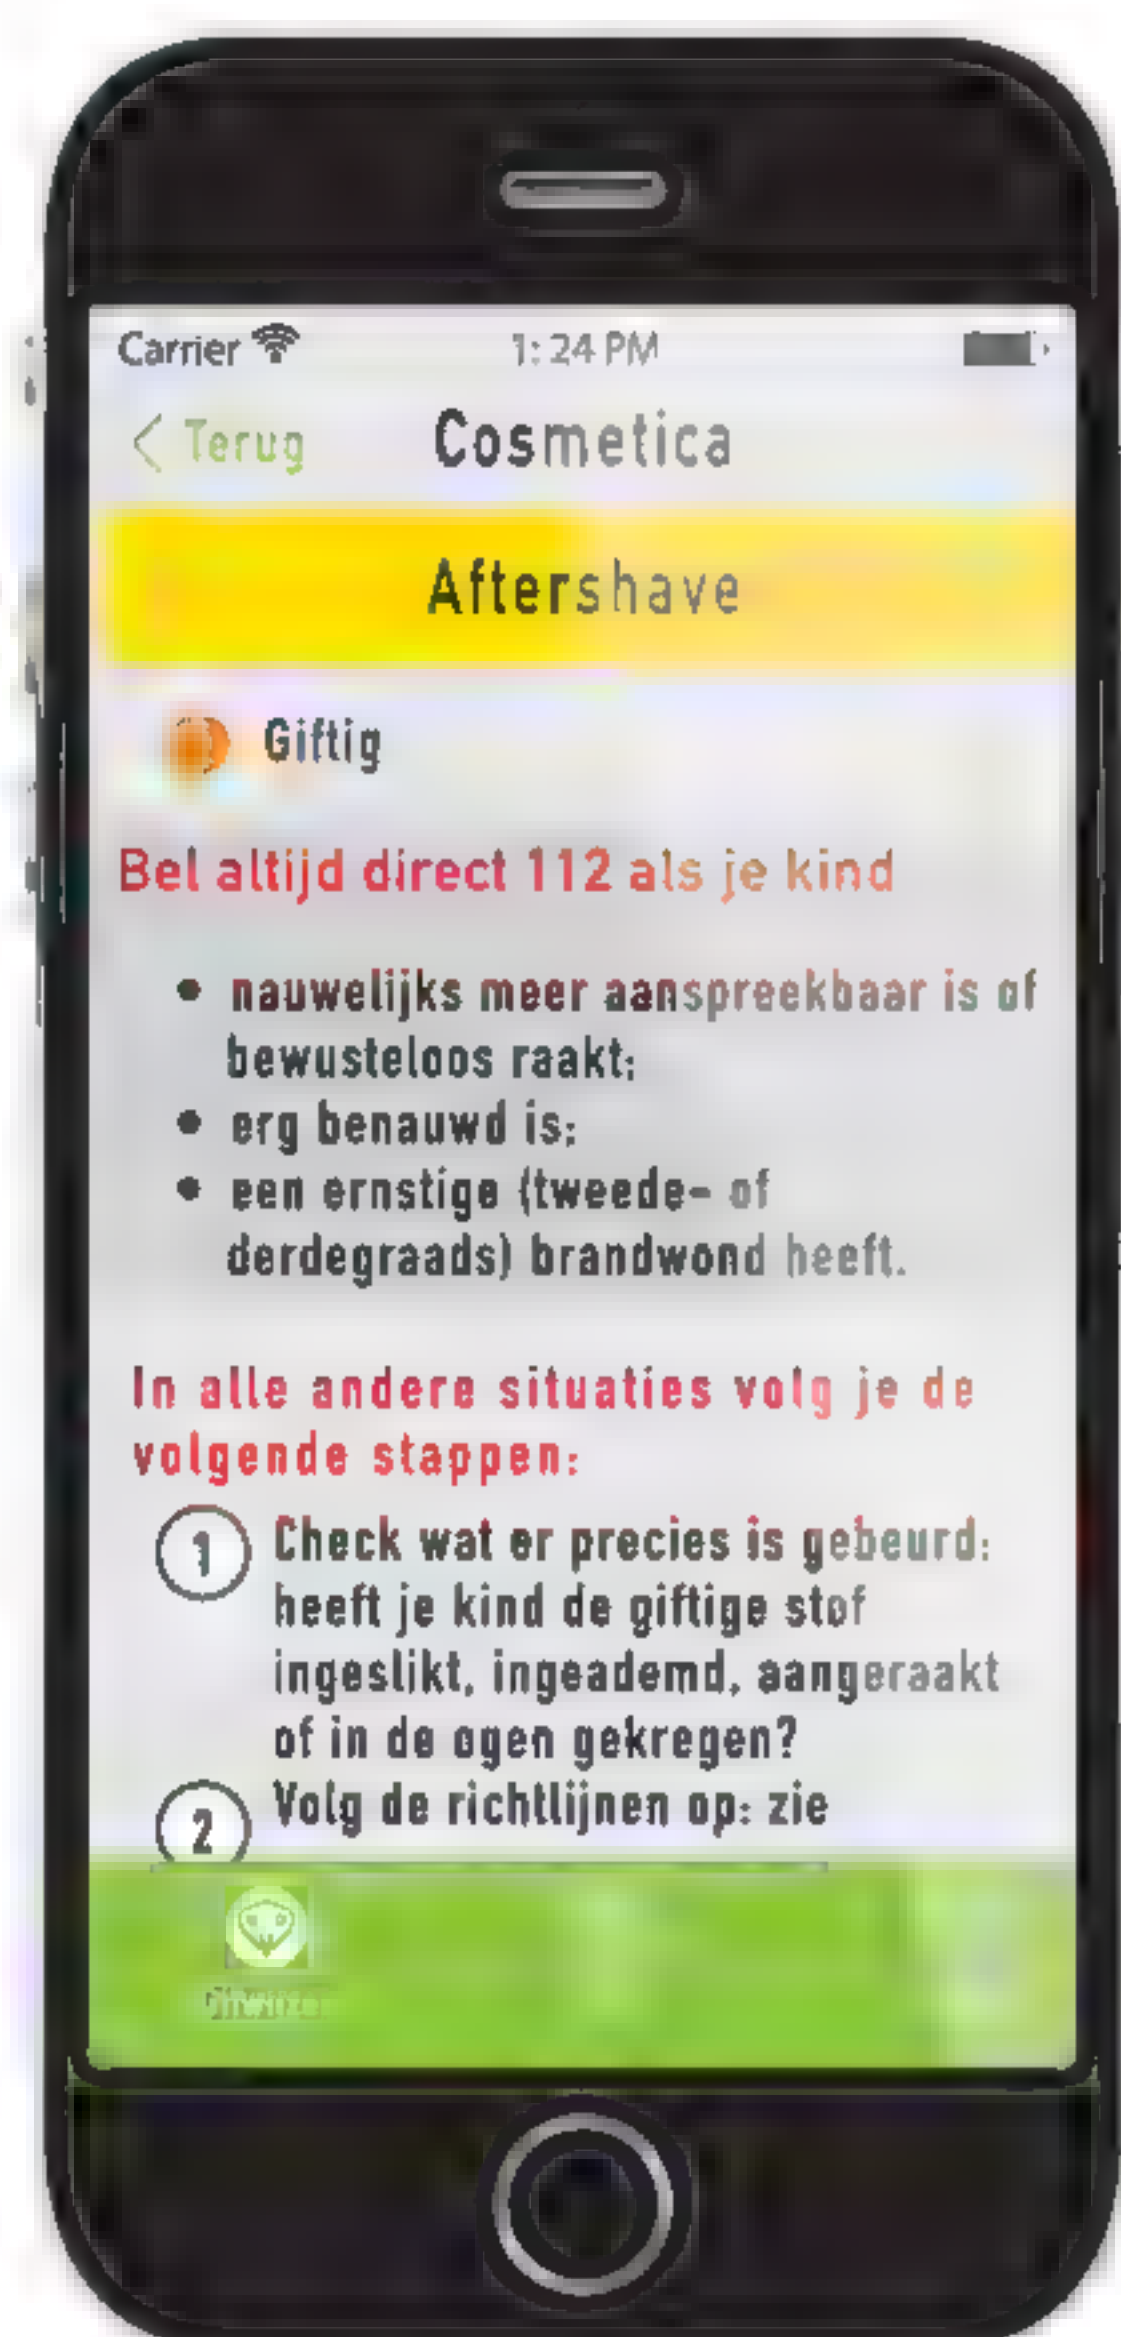 Carrier 1:24 PM
< Terug Cosmetica
Aftershave
Giftig
Bel altijd direct 112 als je kind
• nauwelijks meer aanspreekbaar is of
bewusteloos raakt;
• erg benauwd is;
• een ernstige (tweede- of
derdegraads) brandwond heeft.
In alle andere situaties volg je de
volgende stappen:
1 Check wat er precies is gebeurd:
heeft je kind de giftige stof
ingeslikt, ingeademd, aangeraakt
of in de ogen gekregen?
2 Volg de richtlijnen op: zie